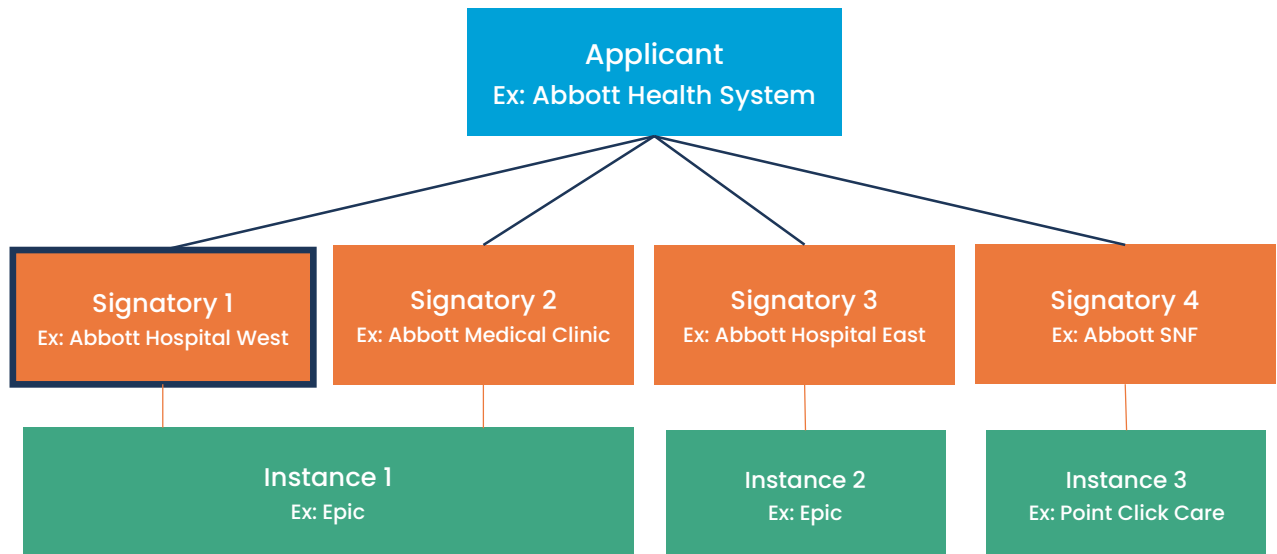 Applicant
Ex: Abbott Health System
Signatory 1
Ex: Abbott Hospital West
Signatory 2
Ex: Abbott Medical Clinic
Signatory 3
Ex: Abbott Hospital East
Signatory 4
Ex: Abbott SNF
Instance 1
Ex: Epic
Instance 2
Ex: Epic
Instance 3
Ex: Point Click Care